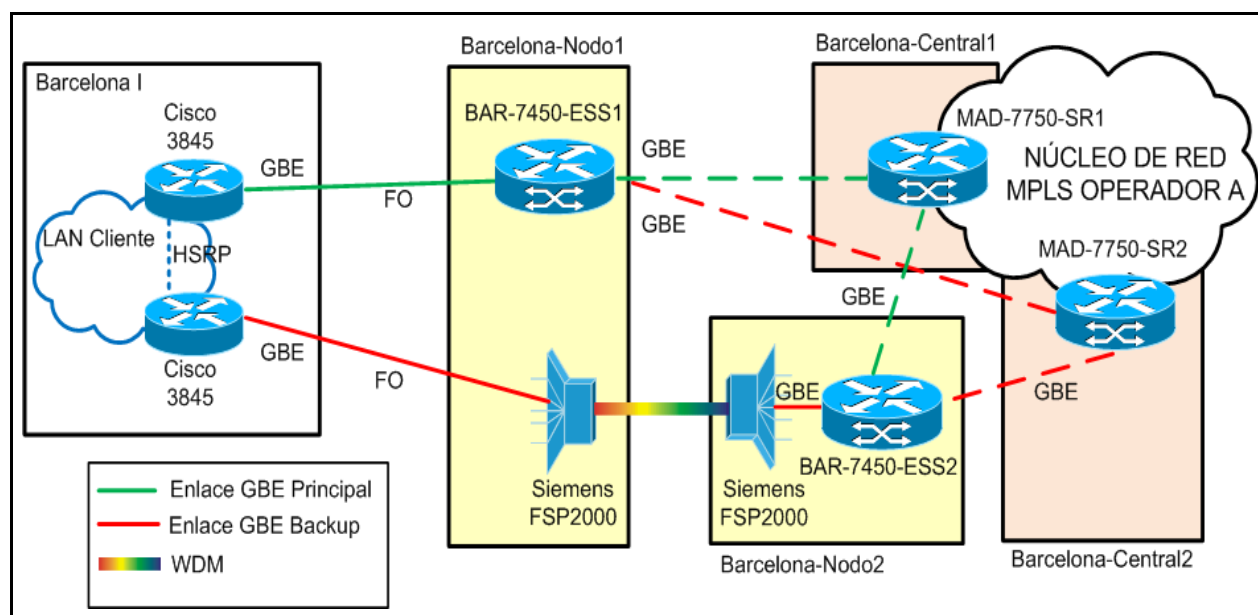 Barcelona-Nodo1
Barcelona-Central1
Barcelona I
Cisco
3845
BAR-7450-ESS1
MAD-7750-SR1
GBE
GBE
FO
NÚCLEO DE RED
MPLS OPERADOR A
LAN Cliente
GBE
HSRP
MAD-7750-SR2
GBE
GBE
FO
Cisco
3845
GBE
GBE
BAR-7450-ESS2
Enlace GBE Principal
Enlace GBE Backup
WDM
Siemens
FSP2000
Siemens
FSP2000
Barcelona-Nodo2
Barcelona-Central2